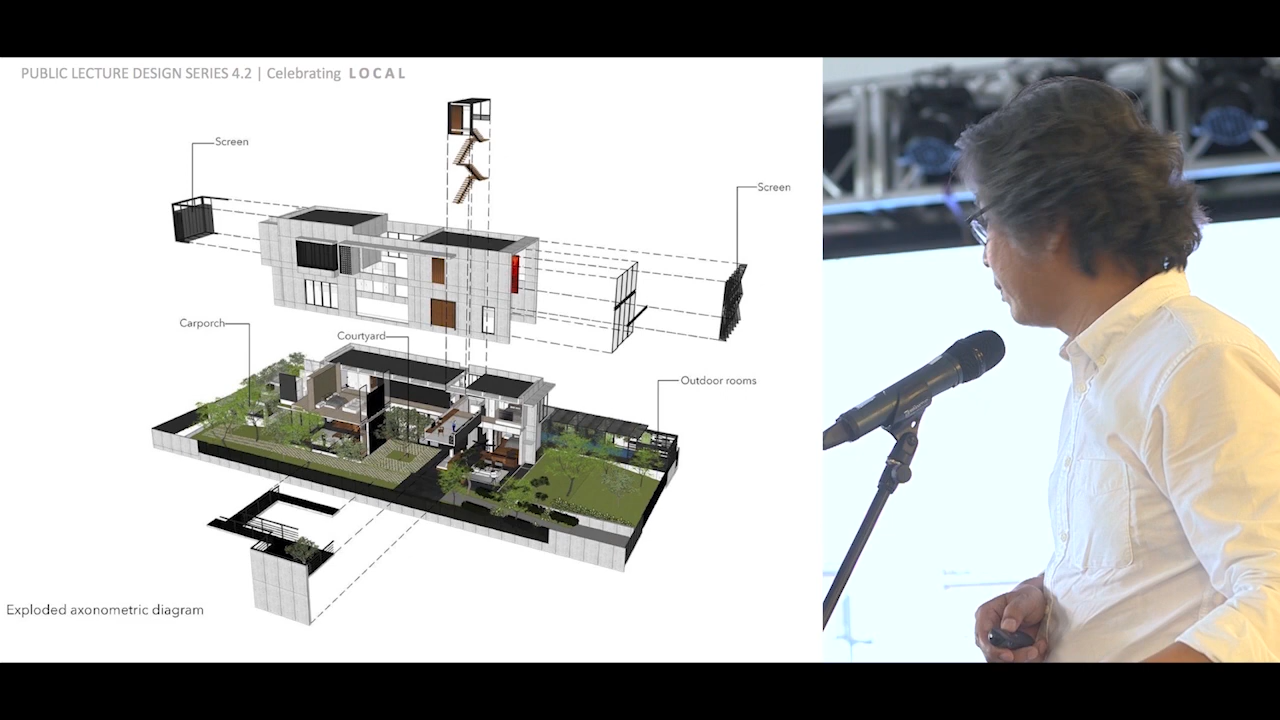 PUBLIC LECTURE DESIGN SERIES 4.2 | Celebrating LOCAL
Screen
Screen
Carporch
Courtyard
Outdoor rooms
Exploded axonometric diagram